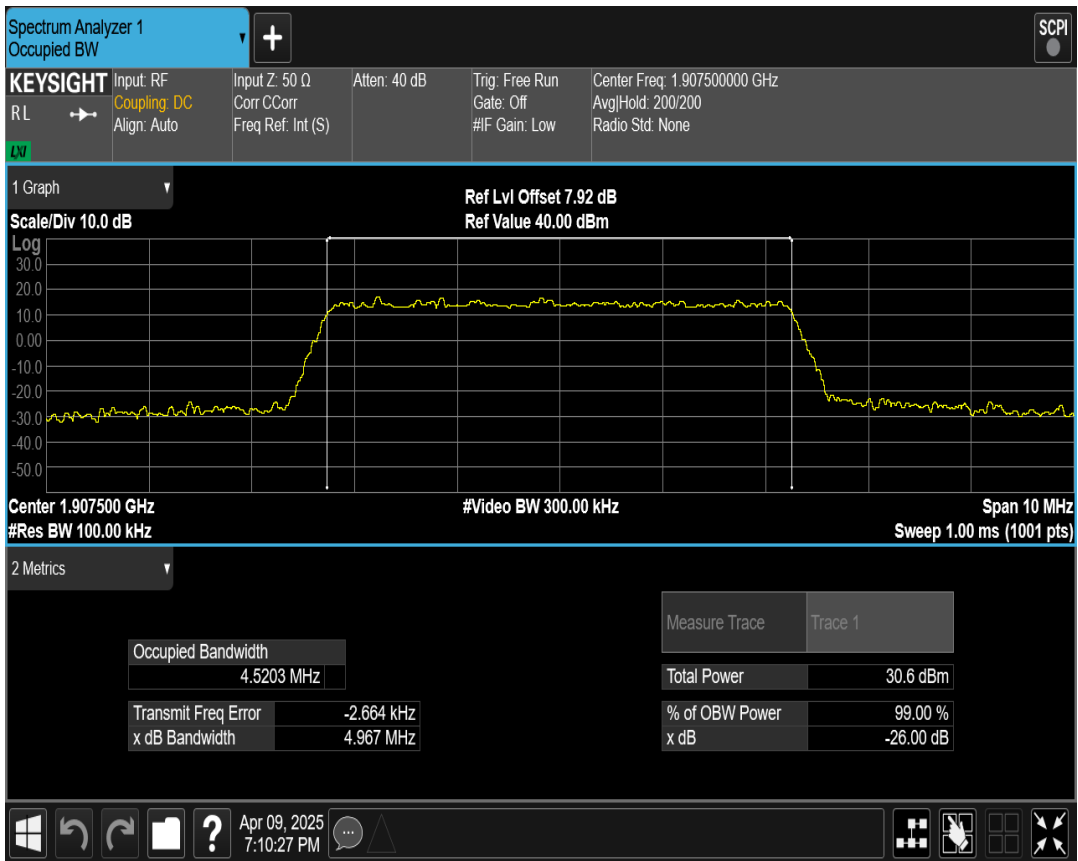 Spectrum Analyzer 1
Occupied BW
+
SCPI
KEYSIGHT
RL
LXI
Input: RF
Coupling: DC
Align: Auto
Input Z: 50 Ω
Corr CCorr
Freq Ref: Int (S)
Atten: 40 dB
Trig: Free Run
Gate: Off
#IF Gain: Low
Center Freq: 1.907500000 GHz
Avg|Hold: 200/200
Radio Std: None
1 Graph
Scale/Div 10.0 dB
Ref Lvl Offset 7.92 dB
Ref Value 40.00 dBm
Log
30.0
20.0
10.0
0.00
-10.0
-20.0
-30.0
-40.0
-50.0
Center 1.907500 GHz
#Video BW 300.00 kHz
Span 10 MHz
#Res BW 100.00 kHz
Sweep 1.00 ms (1001 pts)
2 Metrics
Measure Trace
Trace 1
Occupied Bandwidth
4.5203 MHz
Total Power
30.6 dBm
Transmit Freq Error
-2.664 kHz
% of OBW Power
99.00 %
x dB Bandwidth
4.967 MHz
x dB
-26.00 dB
?
Apr 09, 2025
7:10:27 PM